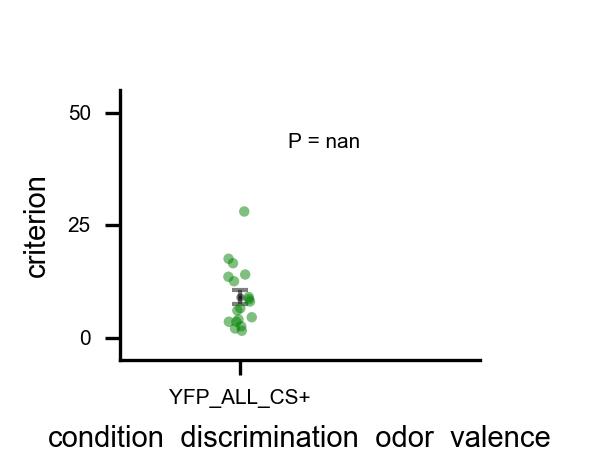 50
P = nan
25
criterion
0
YFP_ALL_CS+
condition discrimination odor valence